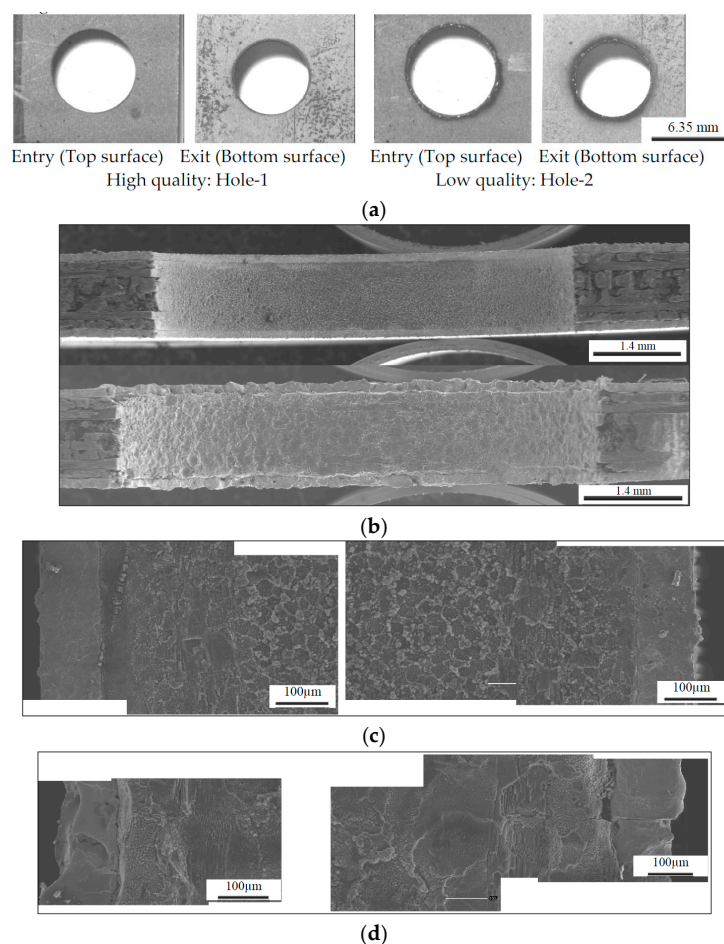 6.35 mm
Entry (Top surface) Exit (Bottom surface) Entry (Top surface) Exit (Bottom surface)
High quality: Hole-1 Low quality: Hole-2
(a)
1.4 mm
1.4 mm
(b)
100µm 100µm
(c)
100µm 100µm
(d)